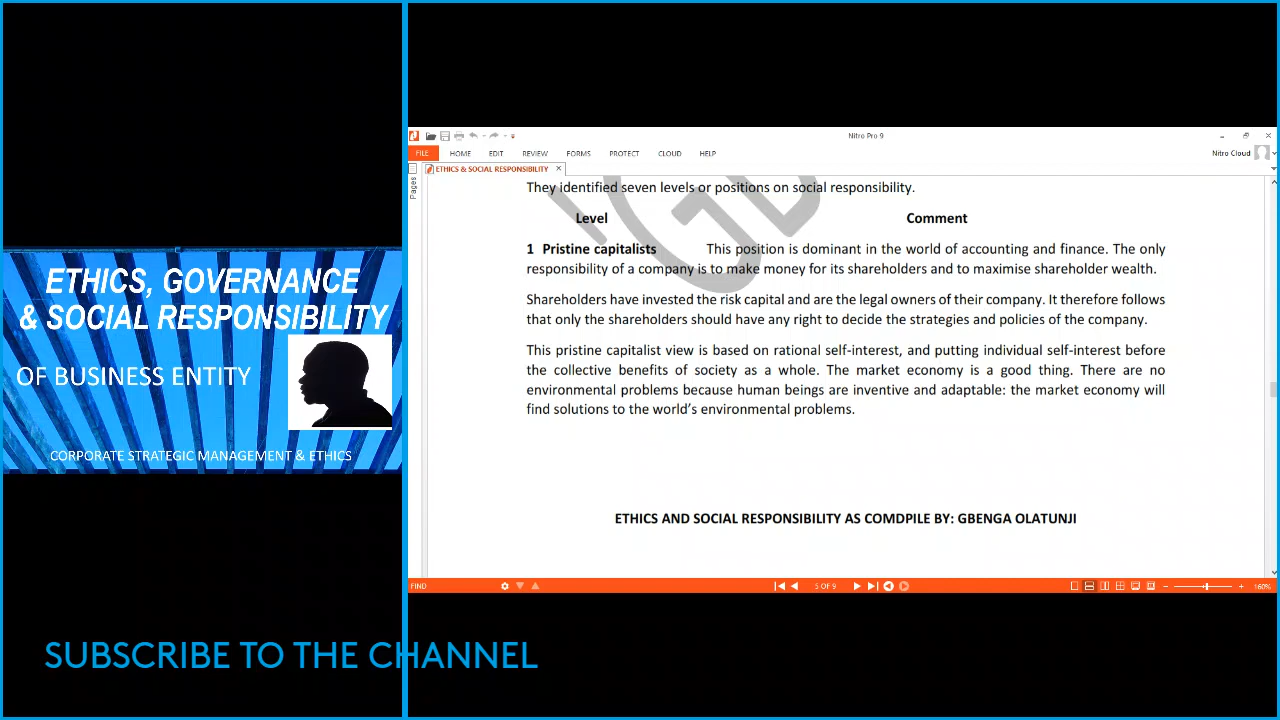 ETHICS, GOVERNANCE
& SOCIAL RESPONSIBILITY
OF BUSINESS ENTITY
CORPORATE STRATEGIC MANAGEMENT & ETHICS
SUBSCRIBE TO THE CHANNEL
Nitro Pro 9
FILE HOME EDIT REVIEW FORMS PROTECT CLOUD HELP
Nitro Cloud
ETHICS & SOCIAL RESPONSIBILITY
Pages
They identified seven levels or positions on social responsibility.
Level Comment
1 Pristine capitalists This position is dominant in the world of accounting and finance. The only
responsibility of a company is to make money for its shareholders and to maximise shareholder wealth.
Shareholders have invested the risk capital and are the legal owners of their company. It therefore follows
that only the shareholders should have any right to decide the strategies and policies of the company.
This pristine capitalist view is based on rational self-interest, and putting individual self-interest before
the collective benefits of society as a whole. The market economy is a good thing. There are no
environmental problems because human beings are inventive and adaptable: the market economy will
find solutions to the world’s environmental problems.
ETHICS AND SOCIAL RESPONSIBILITY AS COMDPILE BY: GBENGA OLATUNJI
FIND
5 OF 9
160%